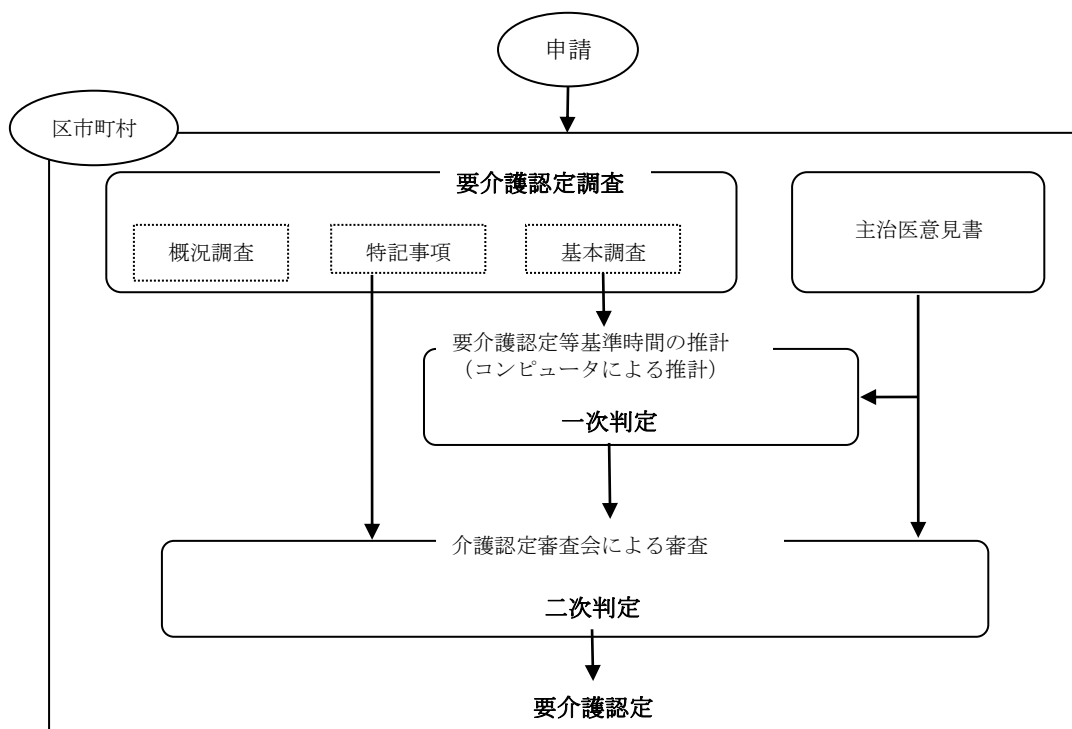 申請
区市町村
要介護認定調査
主治医意見書
概況調査
特記事項
基本調査
要介護認定等基準時間の推計
（コンピュータによる推計）
一次判定
介護認定審査会による審査
二次判定
要介護認定